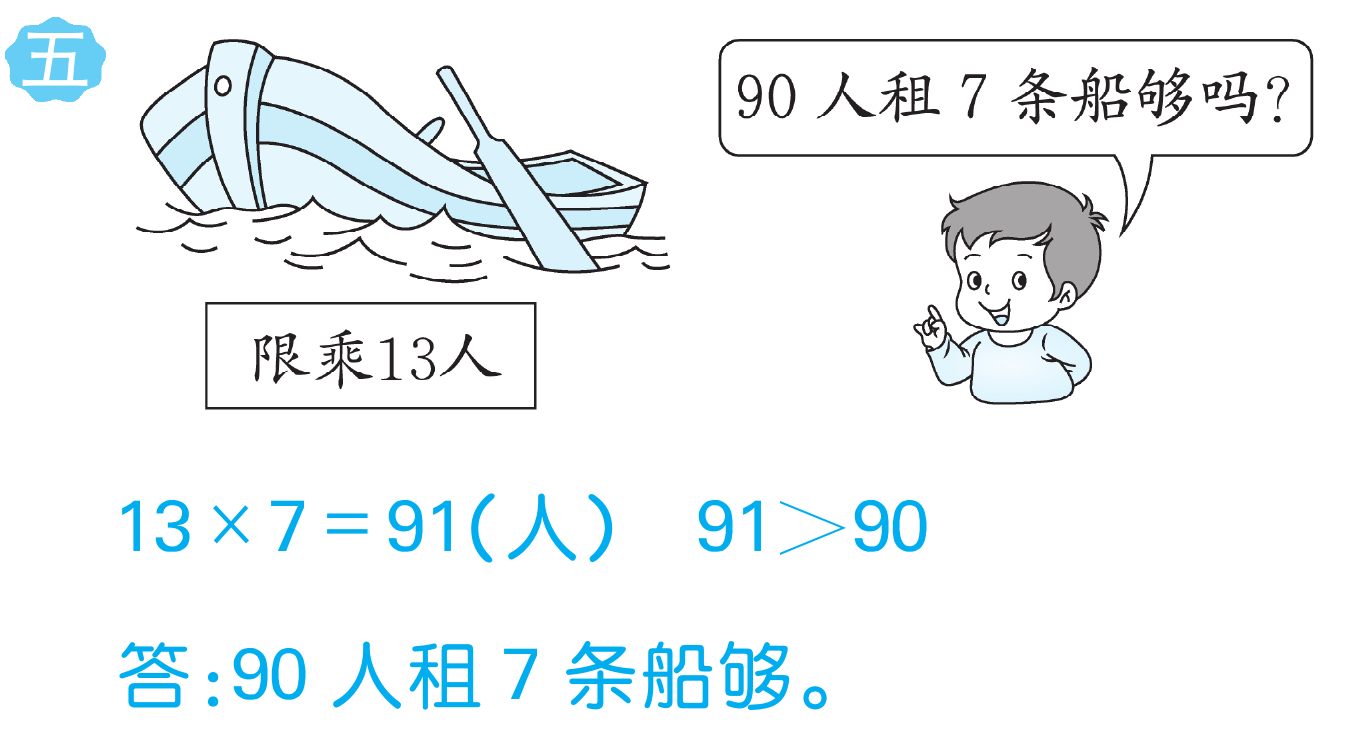 五
90 人租 7 条船够吗?
限乘13人
13×7=91(人) 91>90
答:90 人租 7 条船够。